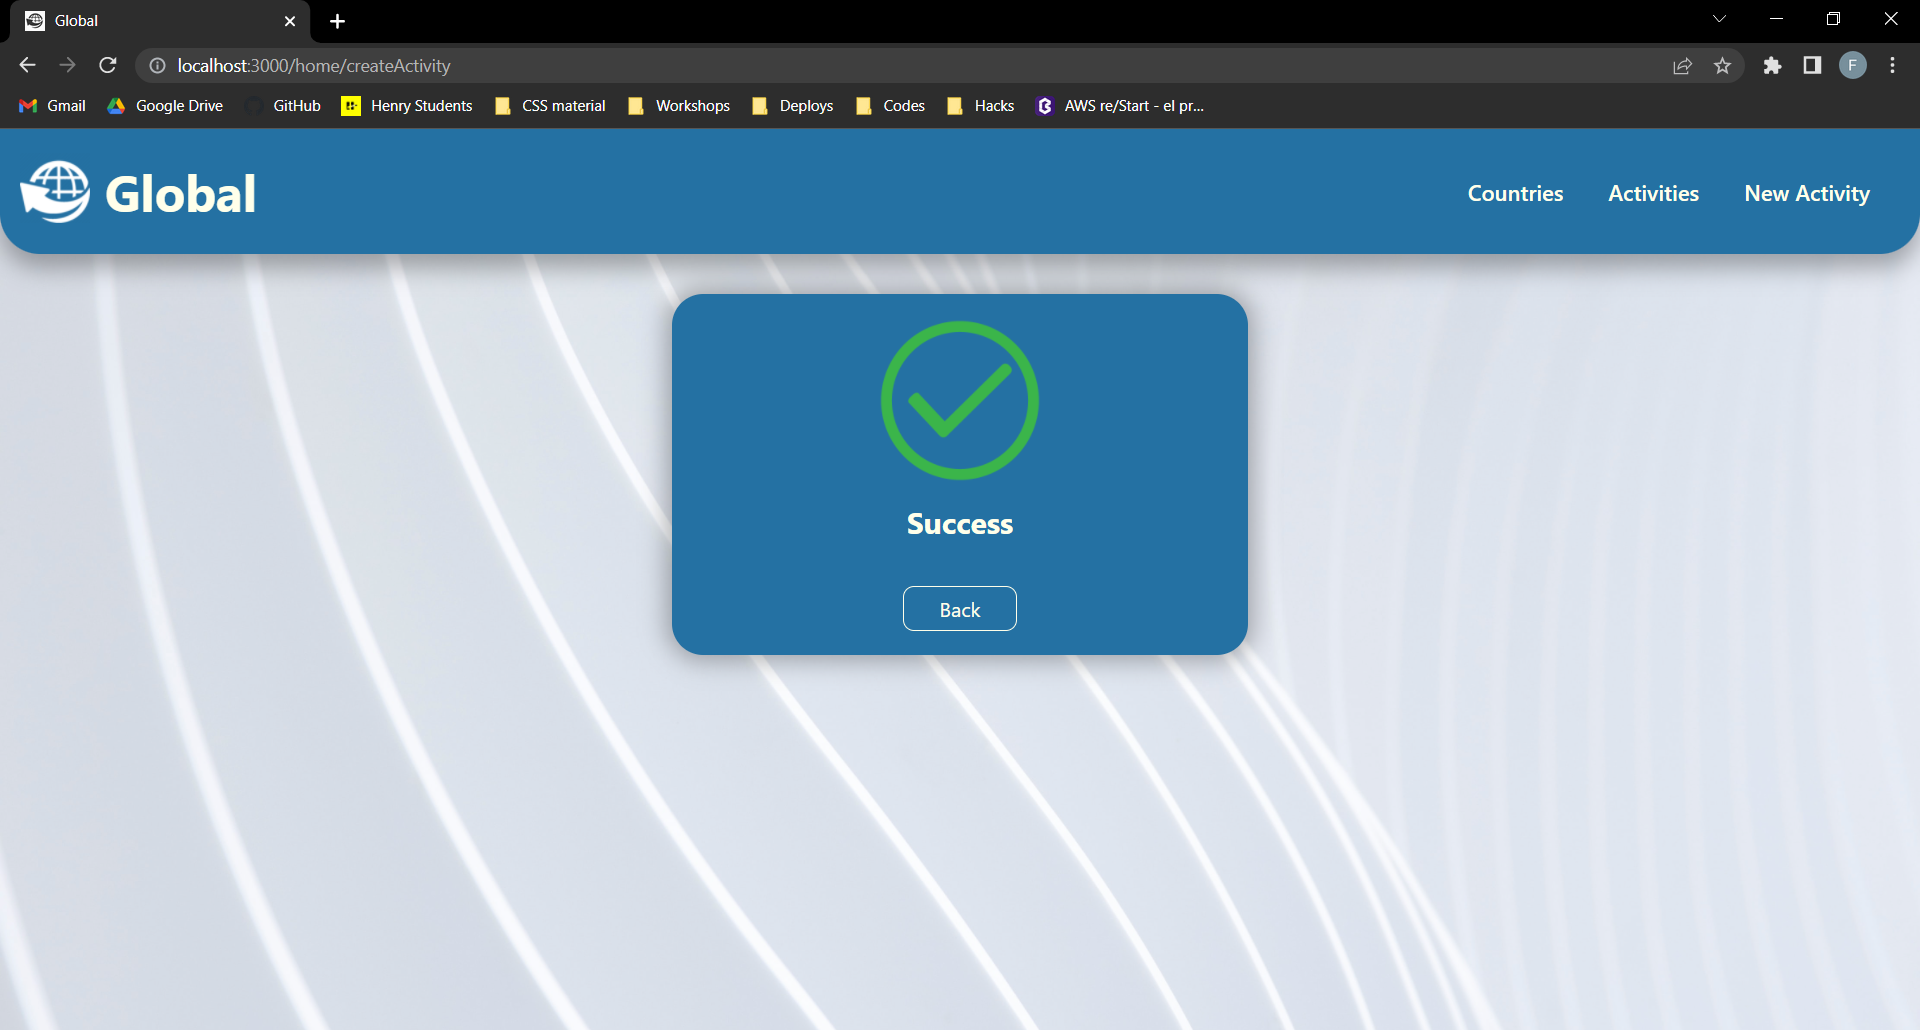 Global
localhost:3000/home/createActivity
F
Gmail Google Drive GitHub Henry Students CSS material Workshops Deploys Codes Hacks AWS re/Start - el pr...
Global Countries Activities New Activity
Success
Back